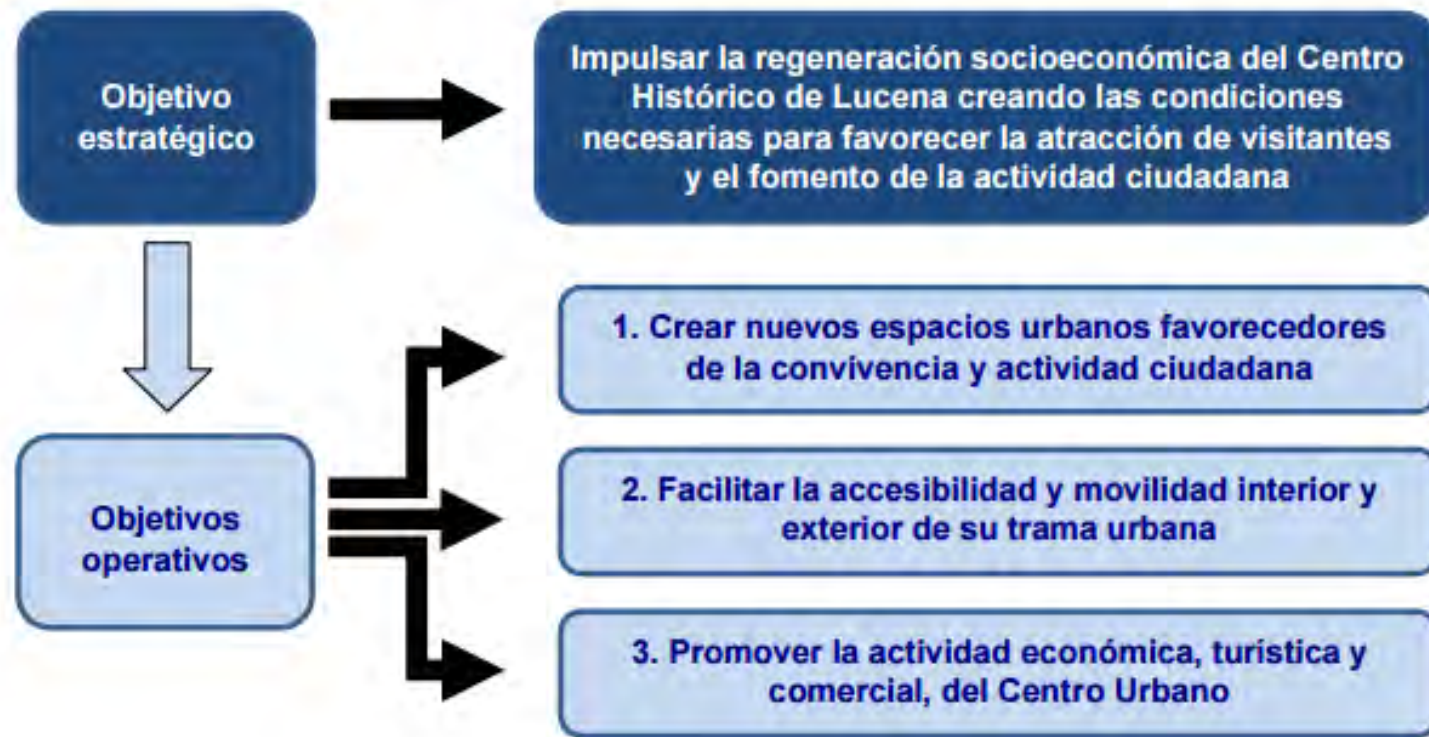 Objetivo
estratégico
Impulsar la regeneración socioeconómica del Centro
Histórico de Lucena creando las condiciones
necesarias para favorecer la atracción de visitantes
y el fomento de la actividad ciudadana
Objetivos
operativos
1. Crear nuevos espacios urbanos favorecedores
de la convivencia y actividad ciudadana
2. Facilitar la accesibilidad y movilidad interior y
exterior de su trama urbana
3. Promover la actividad económica, turística y
comercial, del Centro Urbano